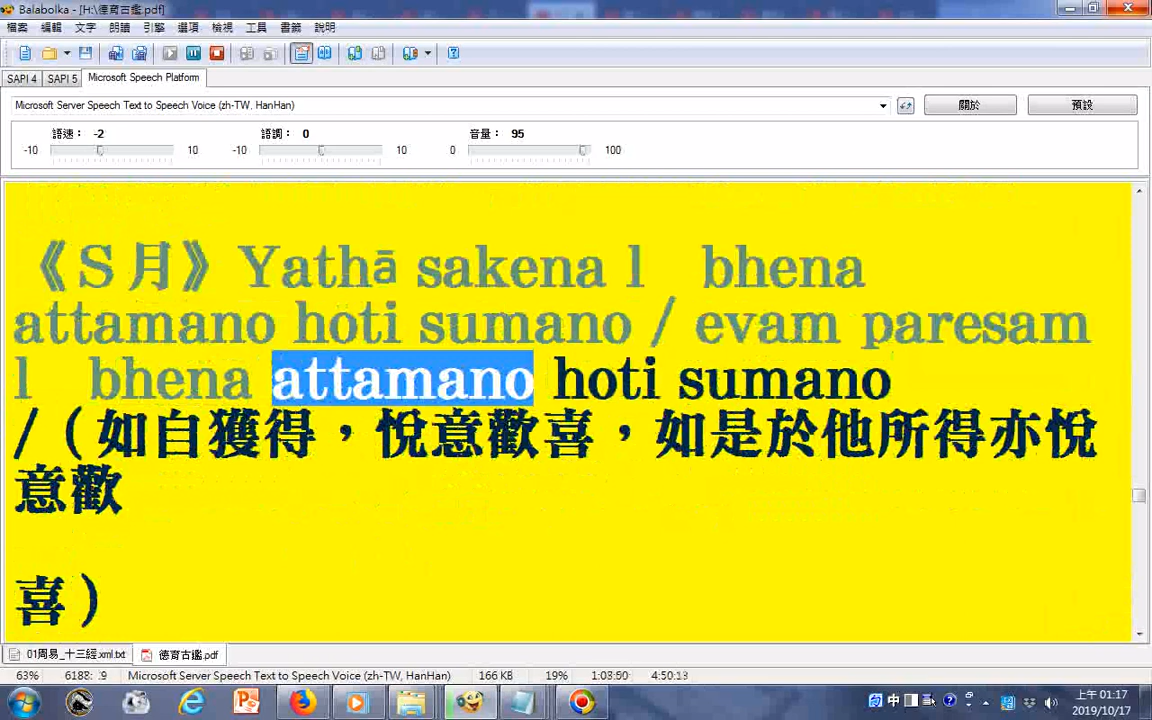 Balabolka - [H:\德育古鑑.pdf]
檔案 編輯 文字 朗讀 引擎 選項 檢視 工具 書籤 說明
SAPI 4 SAPI 5 Microsoft Speech Platform
Microsoft Server Speech Text to Speech Voice (zh-TW, HanHan) 關於 預設
語速： -2 語調： 0 音量： 95
-10 10 -10 10 0 100
《S月》Yathā sakena l bhena
attamano hoti sumano / evam paresam
l bhena attamano hoti sumano
/（如自獲得，悅意歡喜，如是於他所得亦悅
意歡
喜）
01周易_十三經.xml.txt 德育古鑑.pdf
63% Microsoft Server Speech Text to Speech Voice (zh-TW, HanHan) 166 KB 19% 1:03:50 4:50:13
中 上午 01:17
2019/10/17